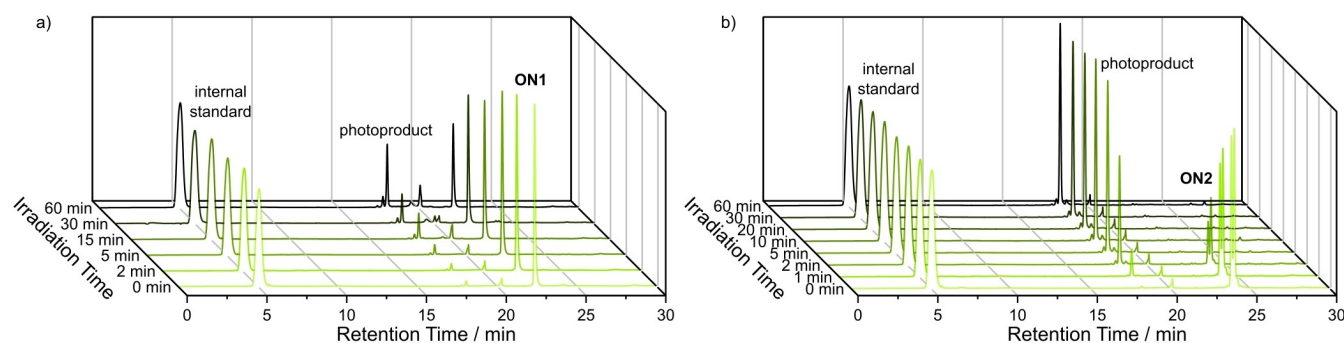 a)
internal
standard
photoproduct
ON1
60 min
30 min
15 min
5 min
2 min
0 min
Irradiation Time
0 5 10 15 20 25 30
Retention Time / min
b)
internal
standard
photoproduct
ON2
60 min
30 min
20 min
10 min
5 min
2 min
1 min
0 min
Irradiation Time
0 5 10 15 20 25 30
Retention Time / min